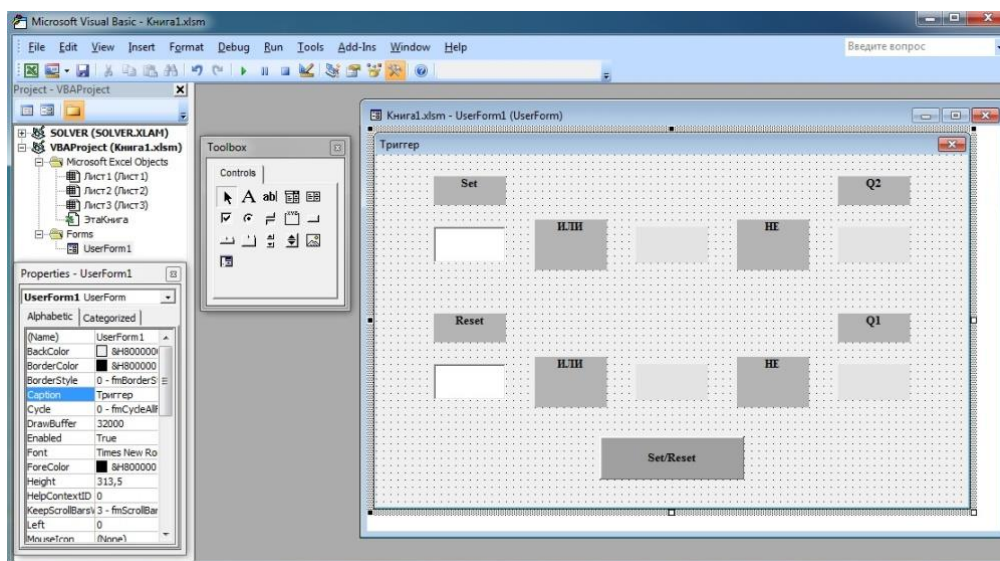 Microsoft Visual Basic - Книга1.xlsm
File Edit View Insert Format Debug Run Tools Add-Ins Window Help
Введите вопрос
Project - VBAProject
SOLVER (SOLVER.XLAM)
VBAProject (Книга1.xlsm)
Microsoft Excel Objects
Лист1 (Лист1)
Лист2 (Лист2)
Лист3 (Лист3)
ЭтаКнига
Forms
UserForm1
Properties - UserForm1
UserForm1 UserForm
Alphabetic Categorized
(Name) UserForm1
BackColor &H800000
BorderColor &H800000
BorderStyle 0 - fmBorderS
Caption Триггер
Cycle 0 - fmCycleAllF
DrawBuffer 32000
Enabled True
Font Times New Ro
ForeColor &H800000
Height 313,5
HelpContextID 0
KeepScrollBarsV 3 - fmScrollBar
Left 0
MouseIcon (None)
Toolbox
Controls
A abl
Книга1.xlsm - UserForm1 (UserForm)
Триггер
Set Q2
ИЛИ НЕ
Reset Q1
ИЛИ НЕ
Set/Reset